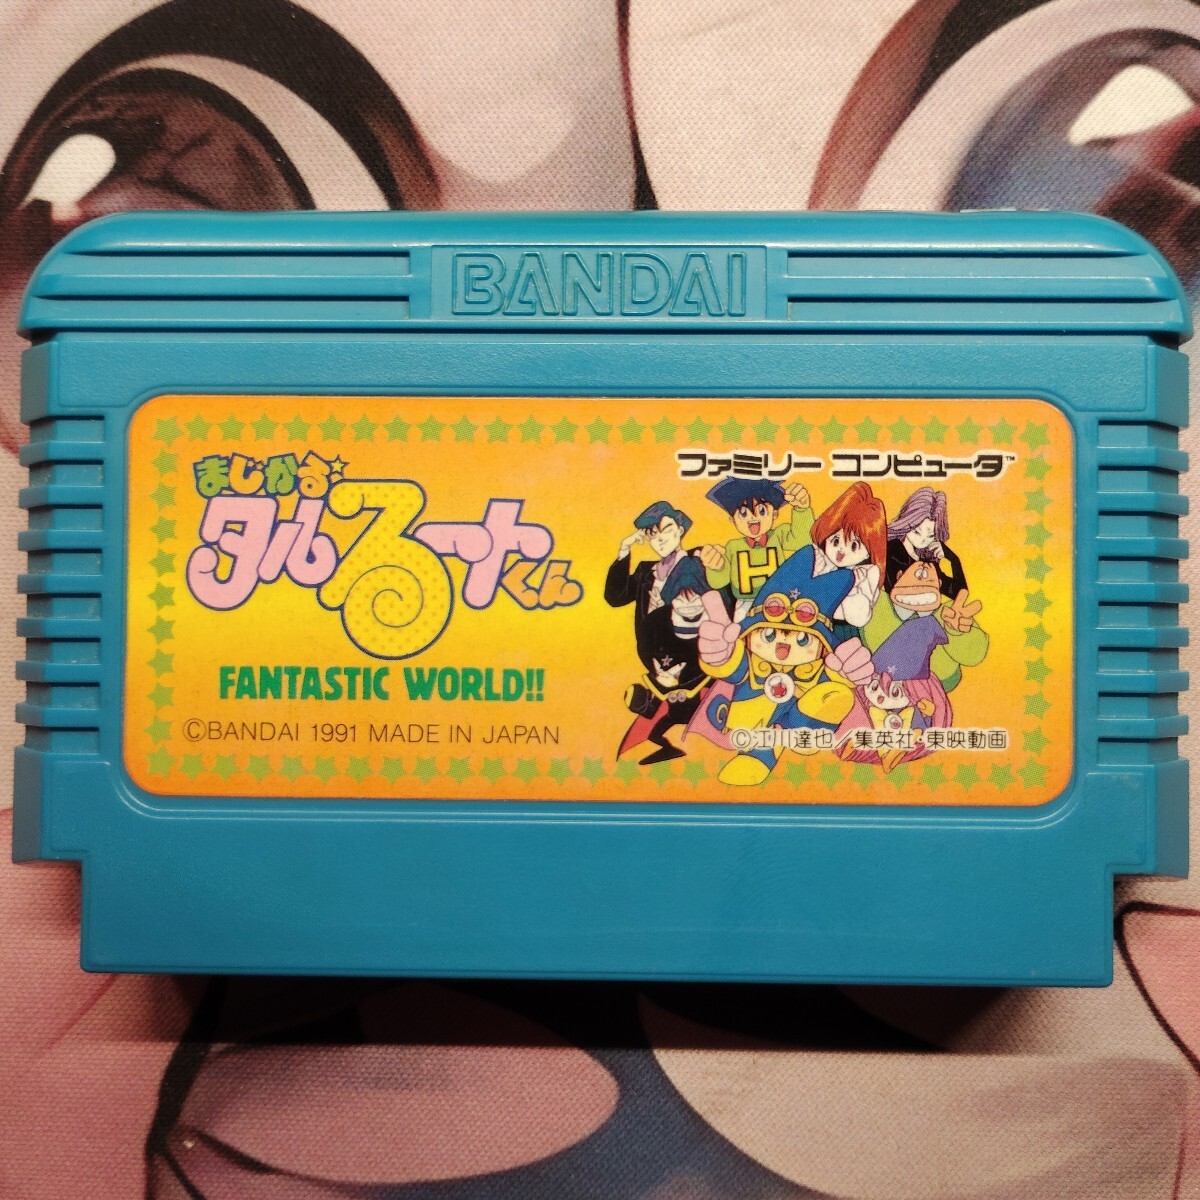 BANDAI
ファミリー コンピュータ™
まじかる☆
タルるートくん
FANTASTIC WORLD!!
H
©BANDAI 1991 MADE IN JAPAN
©江川達也／集英社・東映動画